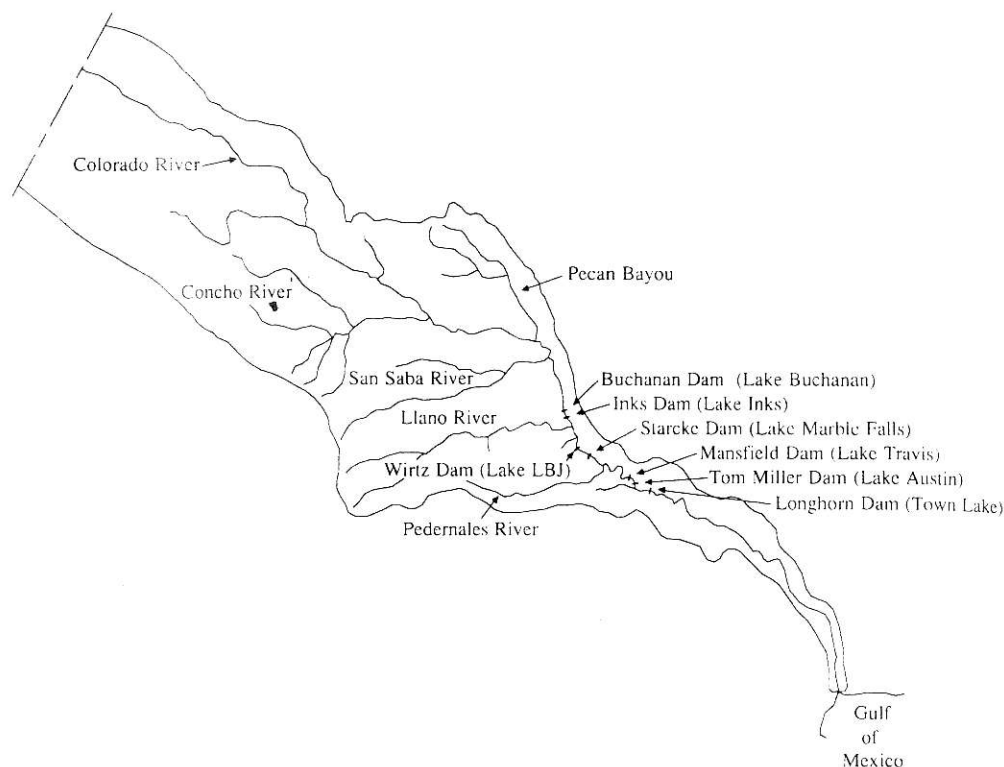 Colorado River
Pecan Bayou
Concho River
San Saba River
Buchanan Dam (Lake Buchanan)
Inks Dam (Lake Inks)
Llano River
Starcke Dam (Lake Marble Falls)
Mansfield Dam (Lake Travis)
Wirtz Dam (Lake LBJ)
Tom Miller Dam (Lake Austin)
Longhorn Dam (Town Lake)
Pedernales River
Gulf
of
Mexico